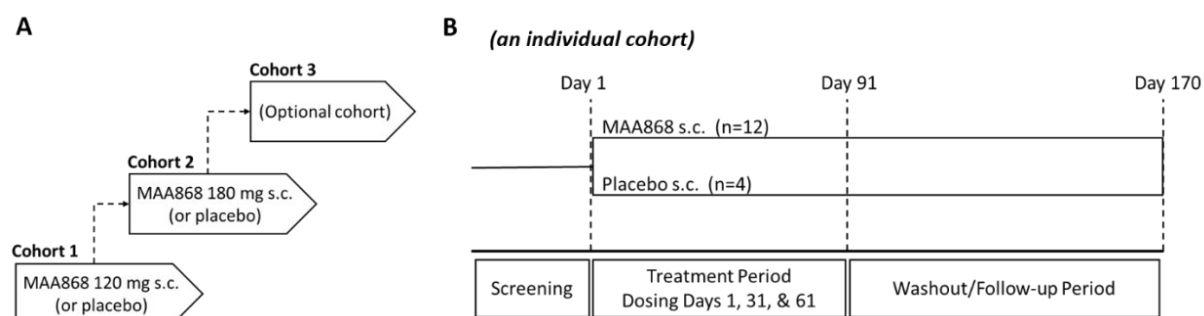 A
Cohort 3
(Optional cohort)
Cohort 2
MAA868 180 mg s.c.
(or placebo)
Cohort 1
MAA868 120 mg s.c.
(or placebo)
B
(an individual cohort)
Day 1
Day 91
Day 170
MAA868 s.c. (n=12)
Placebo s.c. (n=4)
Screening
Treatment Period
Dosing Days 1, 31, & 61
Washout/Follow-up Period